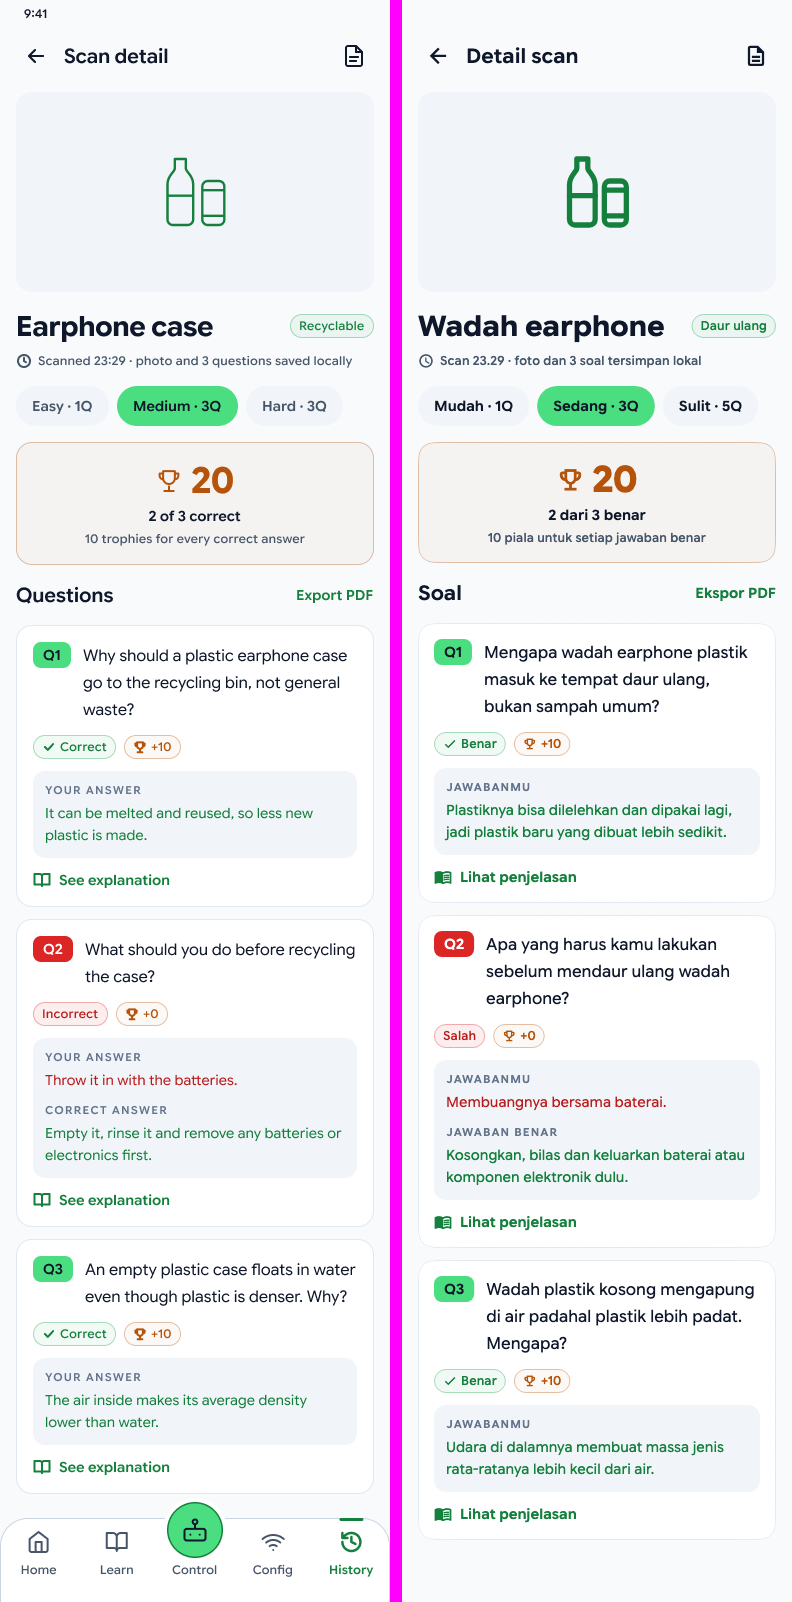 9:41
Scan detail
Earphone case
Recyclable
Scanned 23:29 · photo and 3 questions saved locally
Easy · 1Q
Medium · 3Q
Hard · 3Q
20
2 of 3 correct
10 trophies for every correct answer
Questions
Export PDF
Q1
Why should a plastic earphone case
go to the recycling bin, not general
waste?
Correct
+10
YOUR ANSWER
It can be melted and reused, so less new
plastic is made.
See explanation
Q2
What should you do before recycling
the case?
Incorrect
+0
YOUR ANSWER
Throw it in with the batteries.
CORRECT ANSWER
Empty it, rinse it and remove any batteries or
electronics first.
See explanation
Q3
An empty plastic case floats in water
even though plastic is denser. Why?
Correct
+10
YOUR ANSWER
The air inside makes its average density
lower than water.
See explanation
Home
Learn
Control
Config
History
Detail scan
Wadah earphone
Daur ulang
Scan 23.29 · foto dan 3 soal tersimpan lokal
Mudah · 1Q
Sedang · 3Q
Sulit · 5Q
20
2 dari 3 benar
10 piala untuk setiap jawaban benar
Soal
Ekspor PDF
Q1
Mengapa wadah earphone plastik
masuk ke tempat daur ulang,
bukan sampah umum?
Benar
+10
JAWABANMU
Plastiknya bisa dilelehkan dan dipakai lagi,
jadi plastik baru yang dibuat lebih sedikit.
Lihat penjelasan
Q2
Apa yang harus kamu lakukan
sebelum mendaur ulang wadah
earphone?
Salah
+0
JAWABANMU
Membuangnya bersama baterai.
JAWABAN BENAR
Kosongkan, bilas dan keluarkan baterai atau
komponen elektronik dulu.
Lihat penjelasan
Q3
Wadah plastik kosong mengapung
di air padahal plastik lebih padat.
Mengapa?
Benar
+10
JAWABANMU
Udara di dalamnya membuat massa jenis
rata-ratanya lebih kecil dari air.
Lihat penjelasan